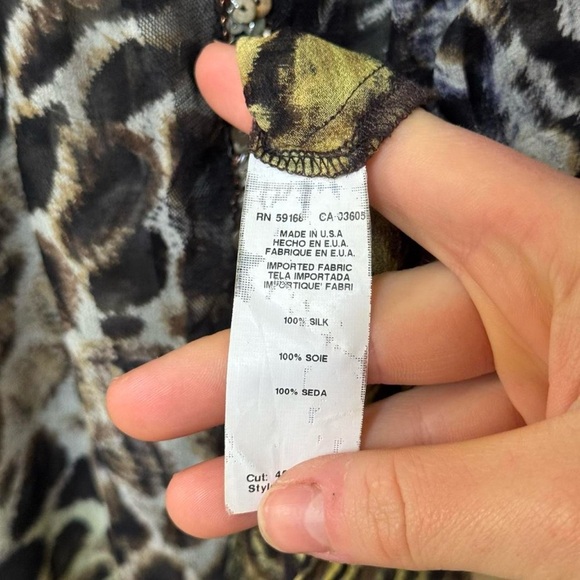 RN 59168 CA 03605
MADE IN U.S.A
HECHO EN E.U.A.
FABRIQUE EN E.U.A.
IMPORTED FABRIC
TELA IMPORTADA
IMPORTIQUE' FABRI
100% SILK
100% SOIE
100% SEDA
Cut:
Style